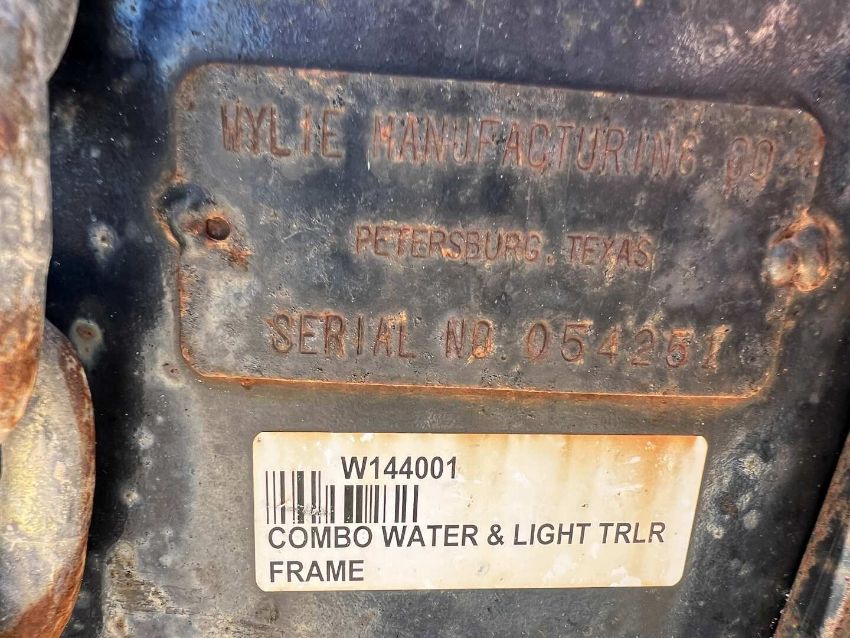 WYLIE MANUFACTURING CO
PETERSBURG, TEXAS
SERIAL NO. 054251
W144001
COMBO WATER & LIGHT TRLR
FRAME